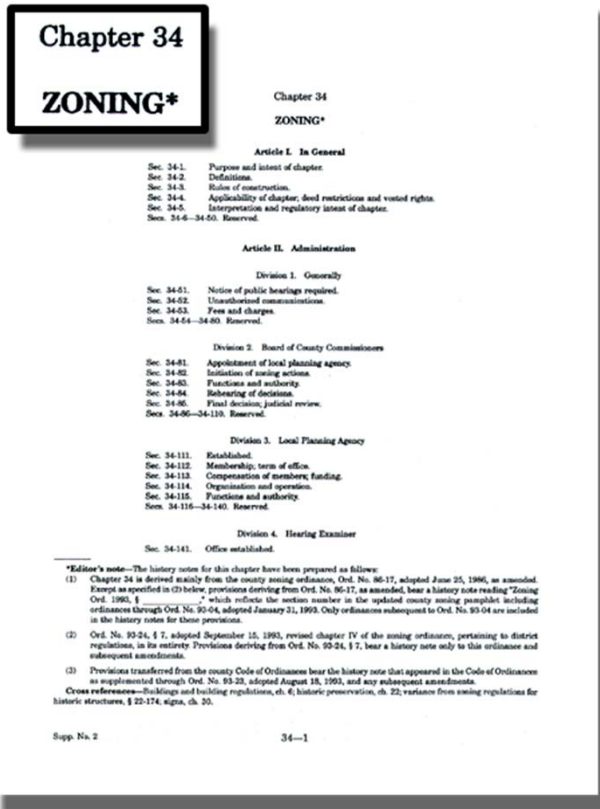 Chapter 34
ZONING*
Chapter 34
ZONING*
Article I. In General
Sec. 34-1. Purpose and intent of chapter.
Sec. 34-2. Definitions.
Sec. 34-3. Rules of construction.
Sec. 34-4. Applicability of chapter; deed restrictions and vested rights.
Sec. 34-5. Interpretation and regulatory intent of chapter.
Secs. 34-6—34-50. Reserved.
Article II. Administration
Division 1. Generally
Sec. 34-51. Notice of public hearings required.
Sec. 34-52. Unauthorized communications.
Sec. 34-53. Fees and charges.
Secs. 34-54—34-80. Reserved.
Division 2. Board of County Commissioners
Sec. 34-81. Appointment of local planning agency.
Sec. 34-82. Initiation of zoning actions.
Sec. 34-83. Functions and authority.
Sec. 34-84. Rehearing of decisions.
Sec. 34-85. Final decision; judicial review.
Secs. 34-86—34-110. Reserved.
Division 3. Local Planning Agency
Sec. 34-111. Established.
Sec. 34-112. Membership; term of office.
Sec. 34-113. Compensation of members; funding.
Sec. 34-114. Organization and operation.
Sec. 34-115. Functions and authority.
Secs. 34-116—34-140. Reserved.
Division 4. Hearing Examiner
Sec. 34-141. Office established.
*Editor's note—The history notes for this chapter have been prepared as follows:
(1) Chapter 34 is derived mainly from the county zoning ordinance, Ord. No. 86-17, adopted June 25, 1986, as amended.
Except as specified in (2) below, provisions deriving from Ord. No. 86-17, as amended, bear a history note reading "Zoning
Ord. 1993, § ________," which reflects the section number in the updated county zoning pamphlet including
ordinances through Ord. No. 93-04, adopted January 31, 1993. Only ordinances subsequent to Ord. No. 93-04 are included
in the history notes for these provisions.
(2) Ord. No. 93-24, § 7, adopted September 15, 1993, revised chapter IV of the zoning ordinance, pertaining to district
regulations, in its entirety. Provisions deriving from Ord. No. 93-24, § 7, bear a history note only to this ordinance and
subsequent amendments.
(3) Provisions transferred from the county Code of Ordinances bear the history note that appeared in the Code of Ordinances
as supplemented through Ord. No. 93-23, adopted August 18, 1993, and any subsequent amendments.
Cross references—Buildings and building regulations, ch. 6; historic preservation, ch. 22; variance from zoning regulations for
historic structures, § 22-174; signs, ch. 30.
Supp. No. 2
34—1